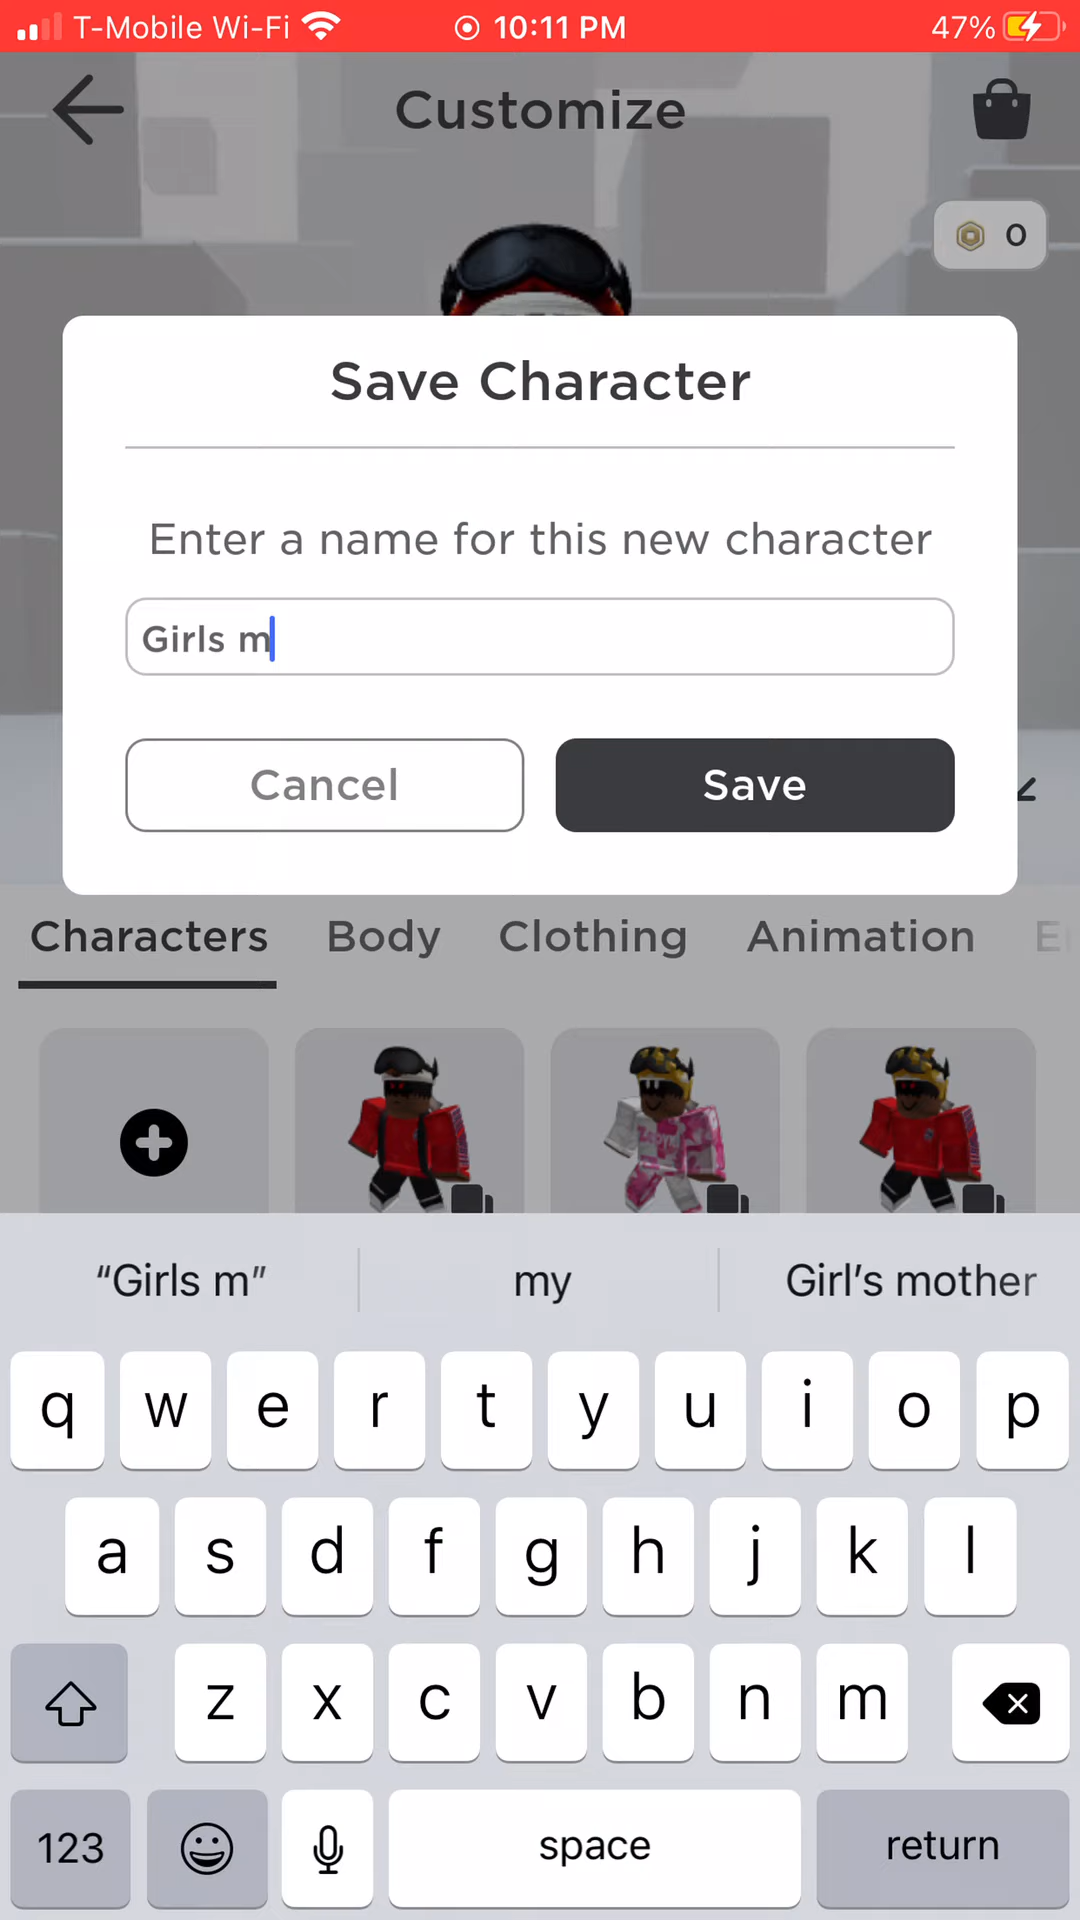 T-Mobile Wi-Fi 10:11 PM 47%
Customize
0
Save Character
Enter a name for this new character
Girls m
Cancel Save
Characters Body Clothing Animation
"Girls m" my Girl's mother
q w e r t y u i o p
a s d f g h j k l
z x c v b n m
123 space return